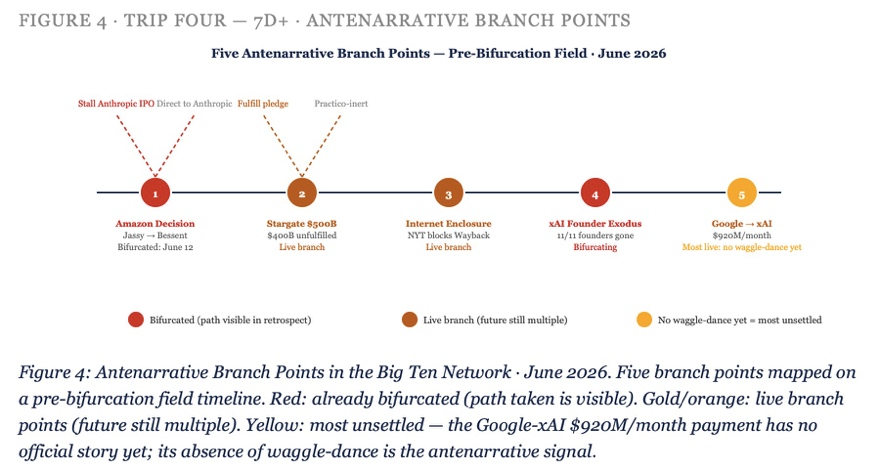 FIGURE 4 · TRIP FOUR — 7D+ · ANTENARRATIVE BRANCH POINTS
Five Antenarrative Branch Points — Pre-Bifurcation Field · June 2026
Stall Anthropic IPO Direct to Anthropic Fulfill pledge Practico-inert
1 2 3 4 5
Amazon Decision Stargate $500B Internet Enclosure xAI Founder Exodus Google → xAI
Jassy → Bessent $400B unfulfilled NYT blocks Wayback 11/11 founders gone $920M/month
Bifurcated: June 12 Live branch Live branch Bifurcating Most live: no waggle-dance yet
Bifurcated (path visible in retrospect) Live branch (future still multiple) No waggle-dance yet = most unsettled
Figure 4: Antenarrative Branch Points in the Big Ten Network · June 2026. Five branch points mapped on
a pre-bifurcation field timeline. Red: already bifurcated (path taken is visible). Gold/orange: live branch
points (future still multiple). Yellow: most unsettled — the Google-xAI $920M/month payment has no
official story yet; its absence of waggle-dance is the antenarrative signal.